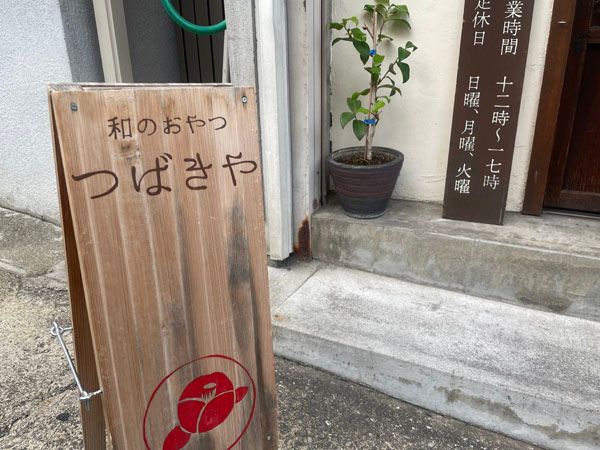 和のおやつ
つばきや
業時間 十二時〜一七時
定休日 日曜、月曜、火曜